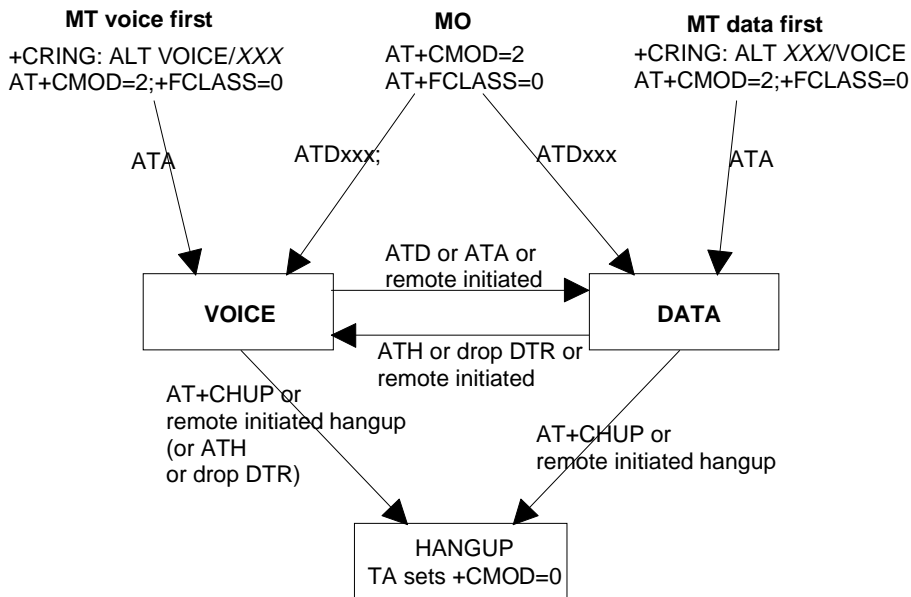 MT voice first
+CRING: ALT VOICE/XXX
AT+CMOD=2;+FCLASS=0
MO
AT+CMOD=2
AT+FCLASS=0
MT data first
+CRING: ALT XXX/VOICE
AT+CMOD=2;+FCLASS=0
ATA
ATDxxx;
ATDxxx
ATA
ATD or ATA or
remote initiated
VOICE
DATA
ATH or drop DTR or
remote initiated
AT+CHUP or
remote initiated hangup
(or ATH
or drop DTR)
AT+CHUP or
remote initiated hangup
HANGUP
TA sets +CMOD=0